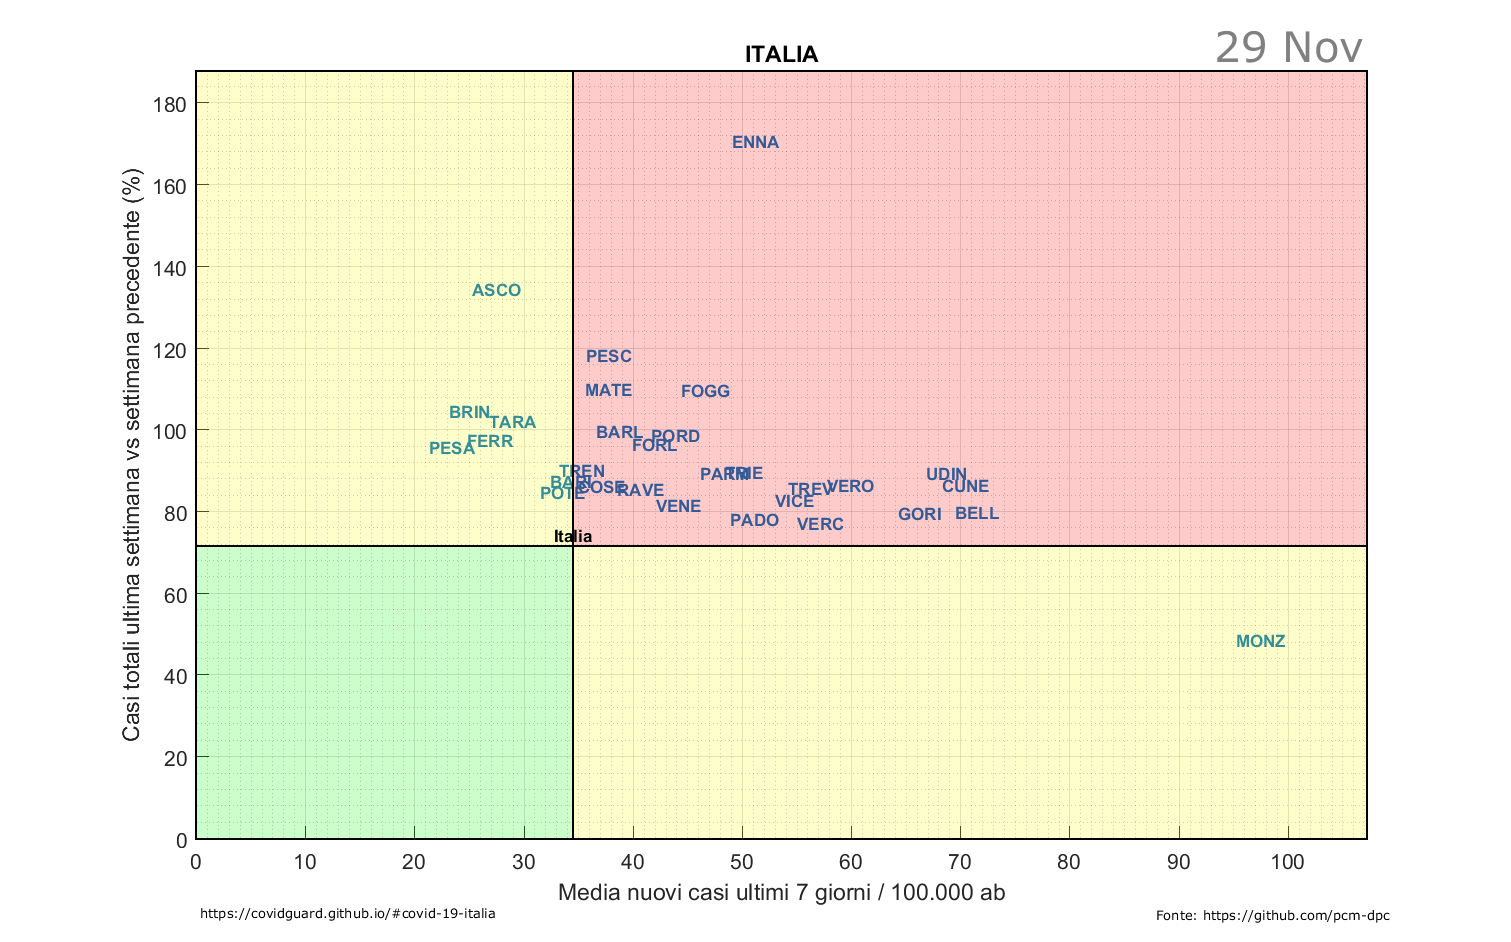 29 Nov
ITALIA
Casi totali ultima settimana vs settimana precedente (%)
180
160
140
120
100
80
60
40
20
0
ENNA
ASCO
PESC
MATE
FOGG
BRIN
TARA
BARL
PORD
FERR
FORL
PESA
TREN
PARM
TRIE
UDIN
BARI
COSE
RAVE
TREV
VERO
CUNE
POTE
VICE
VENE
GORI
BELL
PADO
VERC
Italia
MONZ
0 10 20 30 40 50 60 70 80 90 100
Media nuovi casi ultimi 7 giorni / 100.000 ab
https://covidguard.github.io/#covid-19-italia
Fonte: https://github.com/pcm-dpc